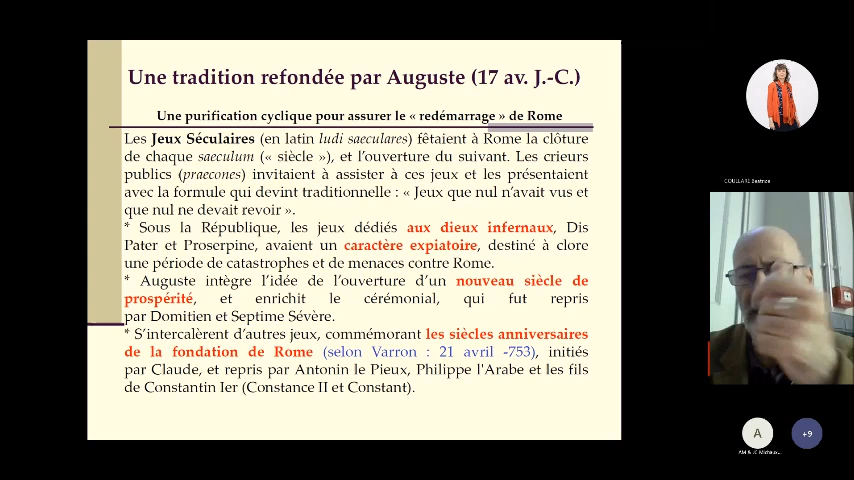 Une tradition refondée par Auguste (17 av. J.-C.)
Une purification cyclique pour assurer le « redémarrage » de Rome
Les Jeux Séculaires (en latin ludi saeculares) fêtaient à Rome la clôture
de chaque saeculum (« siècle »), et l'ouverture du suivant. Les crieurs
publics (praecones) invitaient à assister à ces jeux et les présentaient
avec la formule qui devint traditionnelle : « Jeux que nul n'avait vus et
que nul ne devait revoir ».
* Sous la République, les jeux dédiés aux dieux infernaux, Dis
Pater et Proserpine, avaient un caractère expiatoire, destiné à clore
une période de catastrophes et de menaces contre Rome.
* Auguste intègre l'idée de l'ouverture d'un nouveau siècle de
prospérité, et enrichit le cérémonial, qui fut repris
par Domitien et Septime Sévère.
* S'intercalèrent d'autres jeux, commémorant les siècles anniversaires
de la fondation de Rome (selon Varron : 21 avril -753), initiés
par Claude, et repris par Antonin le Pieux, Philippe l'Arabe et les fils
de Constantin Ier (Constance II et Constant).
COULLARE Beatrice
A
+9
AM & JC Michaux...